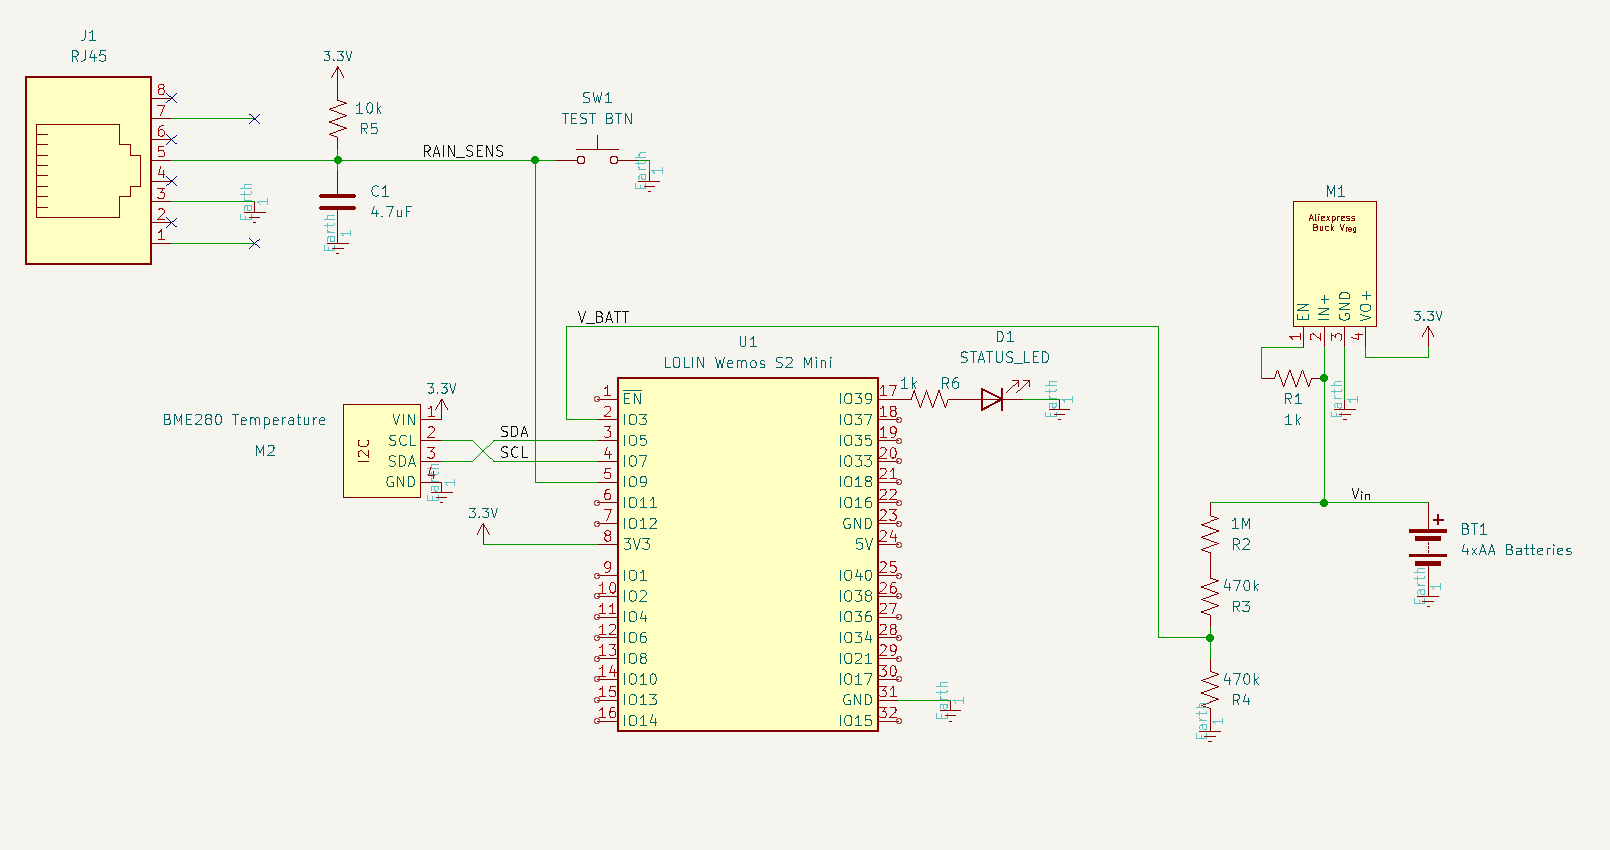 J1
RJ45
8
7
6
5
4
3
2
1
Earth
1
3.3V
10k
R5
C1
4.7uF
Earth
1
RAIN_SENS
SW1
TEST BTN
Earth
1
M1
Aliexpress
Buck Vreg
EN
IN+
GND
VO+
1
2
3
4
3.3V
R1
1k
Earth
1
V_BATT
U1
LOLIN Wemos S2 Mini
D1
STATUS_LED
1k R6
Earth
1
BME280 Temperature
M2
I2C
3.3V
VIN 1
SCL 2
SDA 3
GND 4
Earth
1
SDA
SCL
3.3V
1 EN
2 IO3
3 IO5
4 IO7
5 IO9
6 IO11
7 IO12
8 3V3
9 IO1
10 IO2
11 IO4
12 IO6
13 IO8
14 IO10
15 IO13
16 IO14
IO39 17
IO37 18
IO35 19
IO33 20
IO18 21
IO16 22
GND 23
5V 24
IO40 25
IO38 26
IO36 27
IO34 28
IO21 29
IO17 30
GND 31
IO15 32
Earth
1
Vin
1M
R2
470k
R3
470k
R4
Earth
1
+
BT1
4xAA Batteries
Earth
1